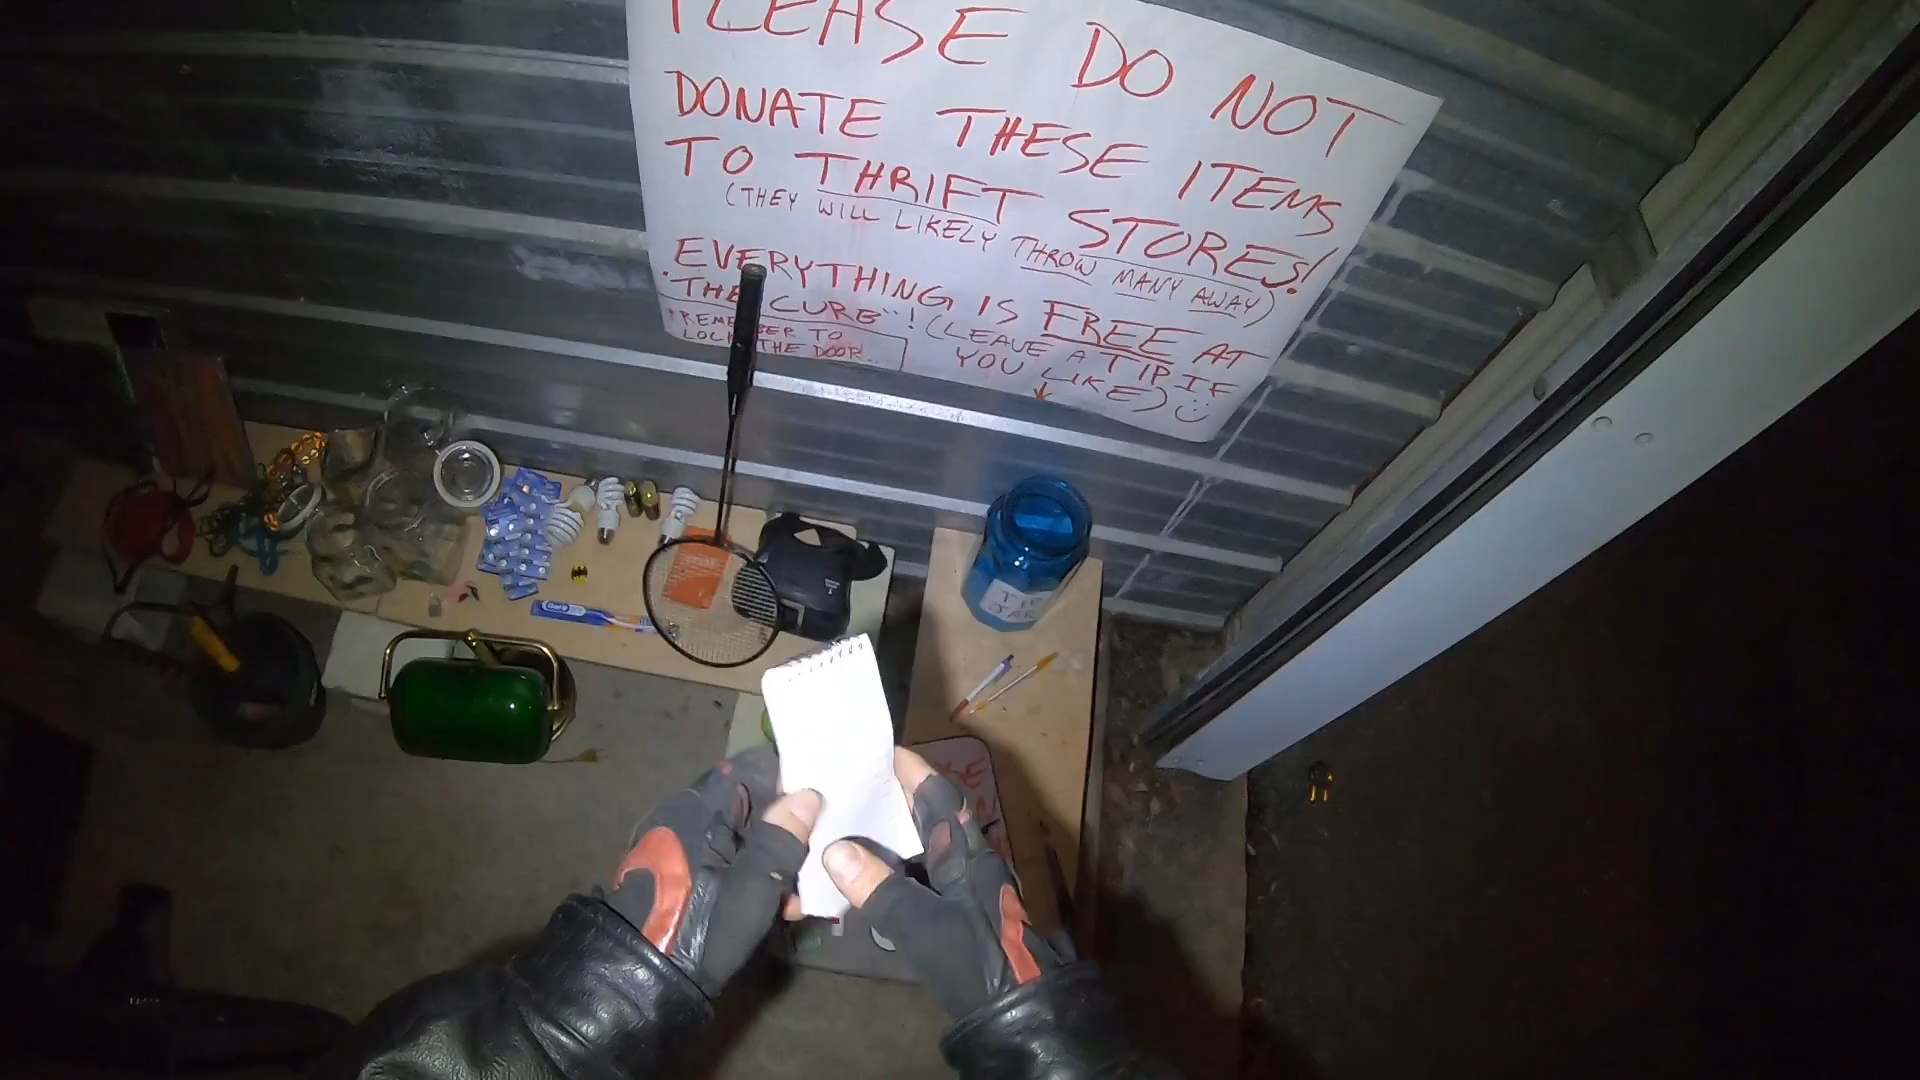 PLEASE DO NOT
DONATE THESE ITEMS
TO THRIFT STORES!
(THEY WILL LIKELY THROW MANY AWAY)
EVERYTHING IS FREE AT
"THE CURB"! (LEAVE A TIP IF
YOU LIKE)
REMEMBER TO
LOCK THE DOOR...
TIP
JAR
Oral-B